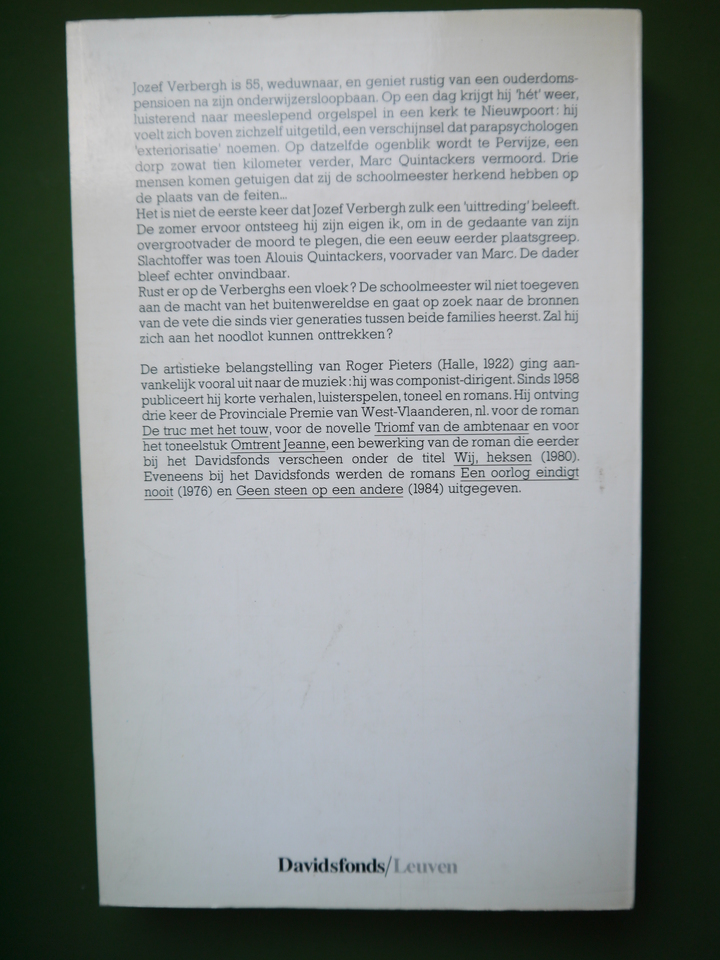 Jozef Verbergh is 55, weduwnaar, en geniet rustig van een ouderdoms-
pensioen na zijn onderwijzersloopbaan. Op een dag krijgt hij 'hét' weer,
luisterend naar meeslepend orgelspel in een kerk te Nieuwpoort: hij
voelt zich boven zichzelf uitgetild, een verschijnsel dat parapsychologen
'exteriorisatie' noemen. Op datzelfde ogenblik wordt te Pervijze, een
dorp zowat tien kilometer verder, Marc Quintackers vermoord. Drie
mensen komen getuigen dat zij de schoolmeester herkend hebben op
de plaats van de feiten...
Het is niet de eerste keer dat Jozef Verbergh zulk een 'uittreding' beleeft.
De zomer ervoor ontsteeg hij zijn eigen ik, om in de gedaante van zijn
overgrootvader de moord te plegen, die een eeuw eerder plaatsgreep.
Slachtoffer was toen Alouis Quintackers, voorvader van Marc. De dader
bleef echter onvindbaar.
Rust er op de Verberghs een vloek? De schoolmeester wil niet toegeven
aan de macht van het buitenwereldse en gaat op zoek naar de bronnen
van de vete die sinds vier generaties tussen beide families heerst. Zal hij
zich aan het noodlot kunnen onttrekken?
De artistieke belangstelling van Roger Pieters (Halle, 1922) ging aan-
vankelijk vooral uit naar de muziek: hij was componist-dirigent. Sinds 1958
publiceert hij korte verhalen, luisterspelen, toneel en romans. Hij ontving
drie keer de Provinciale Premie van West-Vlaanderen, nl. voor de roman
De truc met het touw, voor de novelle Triomf van de ambtenaar en voor
het toneelstuk Omtrent Jeanne, een bewerking van de roman die eerder
bij het Davidsfonds verscheen onder de titel Wij, heksen (1980).
Eveneens bij het Davidsfonds werden de romans Een oorlog eindigt
nooit (1976) en Geen steen op een andere (1984) uitgegeven.
Davidsfonds/Leuven